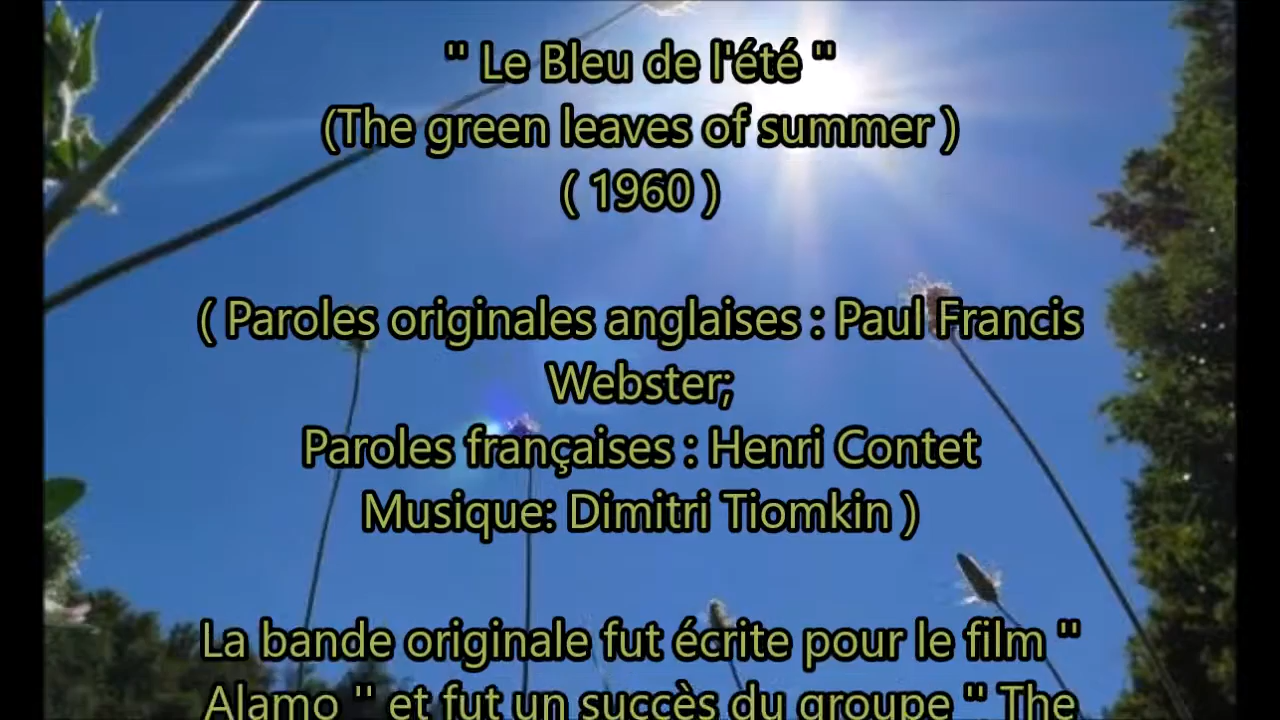 " Le Bleu de l'été "
(The green leaves of summer )
( 1960 )
( Paroles originales anglaises : Paul Francis
Webster;
Paroles françaises : Henri Contet
Musique: Dimitri Tiomkin )
La bande originale fut écrite pour le film "
Alamo " et fut un succès du groupe " The